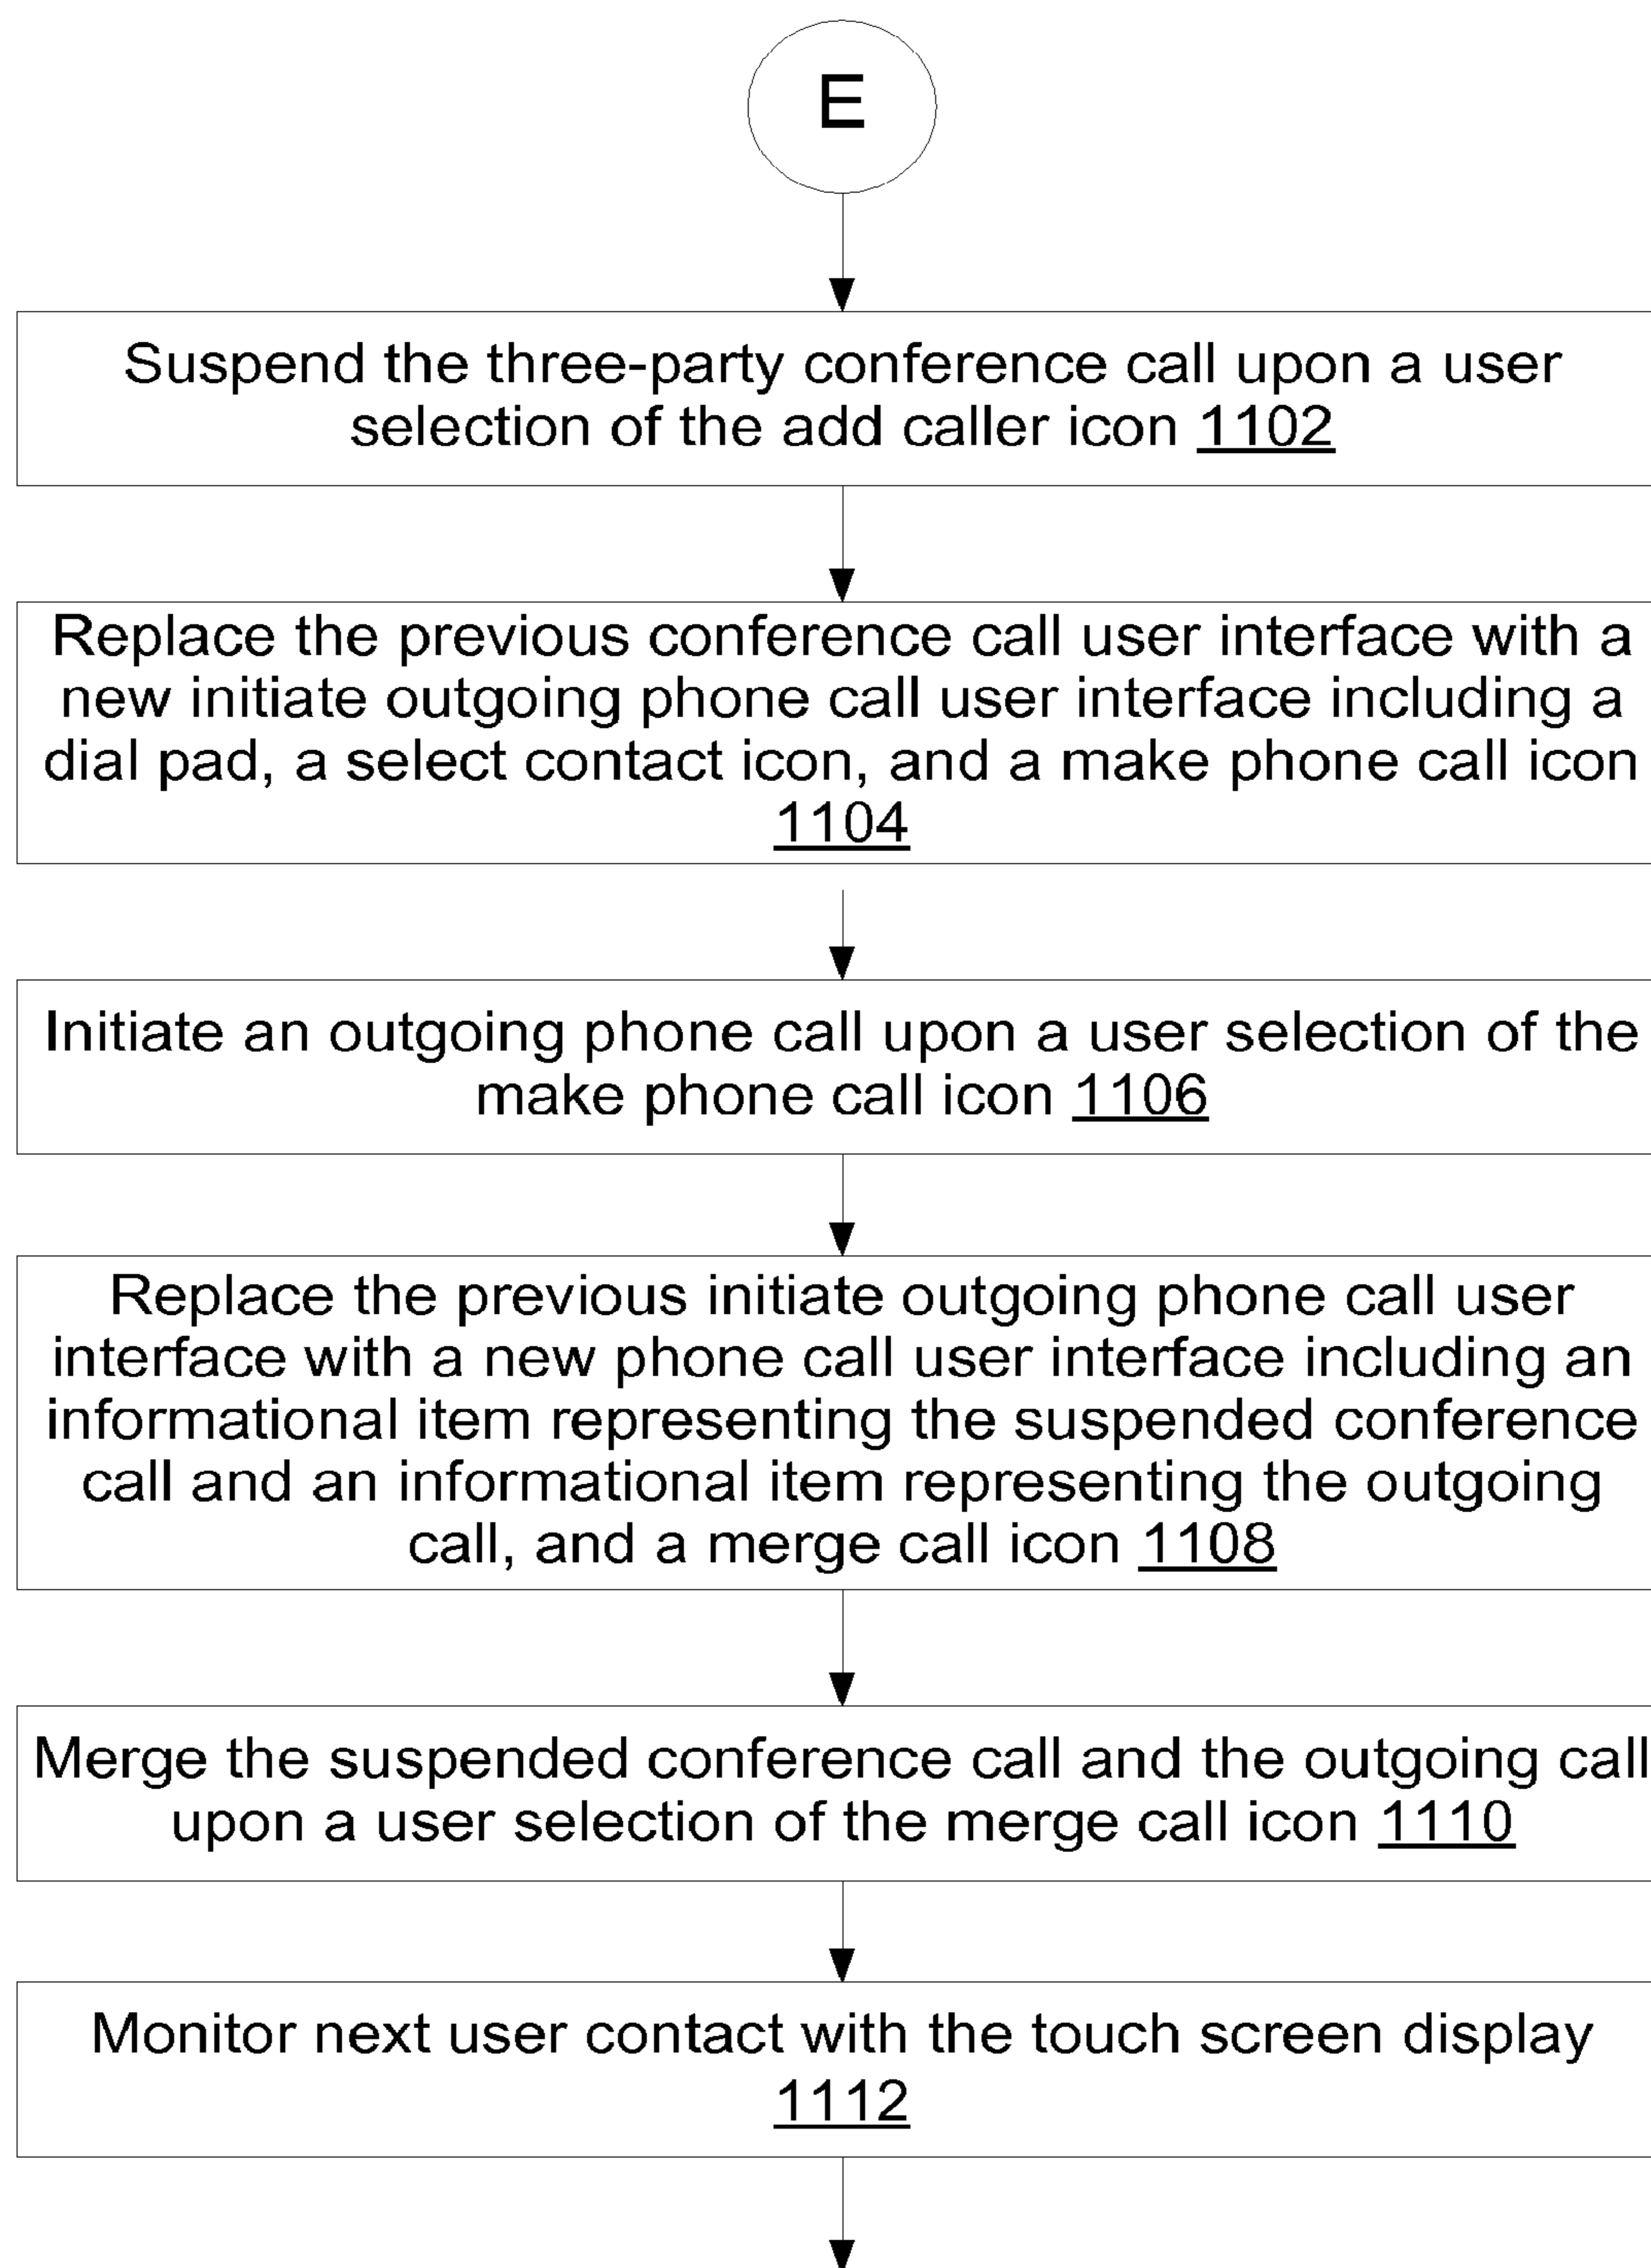 E
Suspend the three-party conference call upon a user
selection of the add caller icon 1102
Replace the previous conference call user interface with a
new initiate outgoing phone call user interface including a
dial pad, a select contact icon, and a make phone call icon
1104
Initiate an outgoing phone call upon a user selection of the
make phone call icon 1106
Replace the previous initiate outgoing phone call user
interface with a new phone call user interface including an
informational item representing the suspended conference
call and an informational item representing the outgoing
call, and a merge call icon 1108
Merge the suspended conference call and the outgoing call
upon a user selection of the merge call icon 1110
Monitor next user contact with the touch screen display
1112